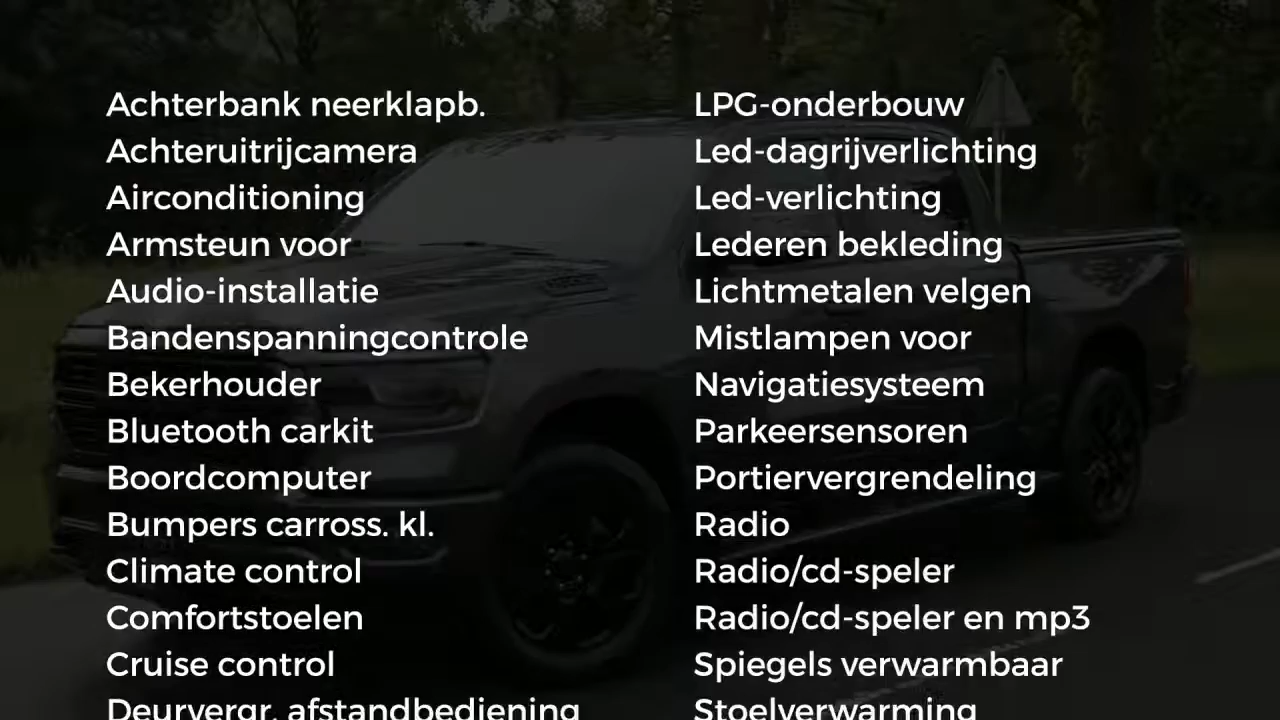 Achterbank neerklapb.
Achteruitrijcamera
Airconditioning
Armsteun voor
Audio-installatie
Bandenspanningcontrole
Bekerhouder
Bluetooth carkit
Boordcomputer
Bumpers carross. kl.
Climate control
Comfortstoelen
Cruise control
Deurvergr. afstandbediening
LPG-onderbouw
Led-dagrijverlichting
Led-verlichting
Lederen bekleding
Lichtmetalen velgen
Mistlampen voor
Navigatiesysteem
Parkeersensoren
Portiervergrendeling
Radio
Radio/cd-speler
Radio/cd-speler en mp3
Spiegels verwarmbaar
Stoelverwarming